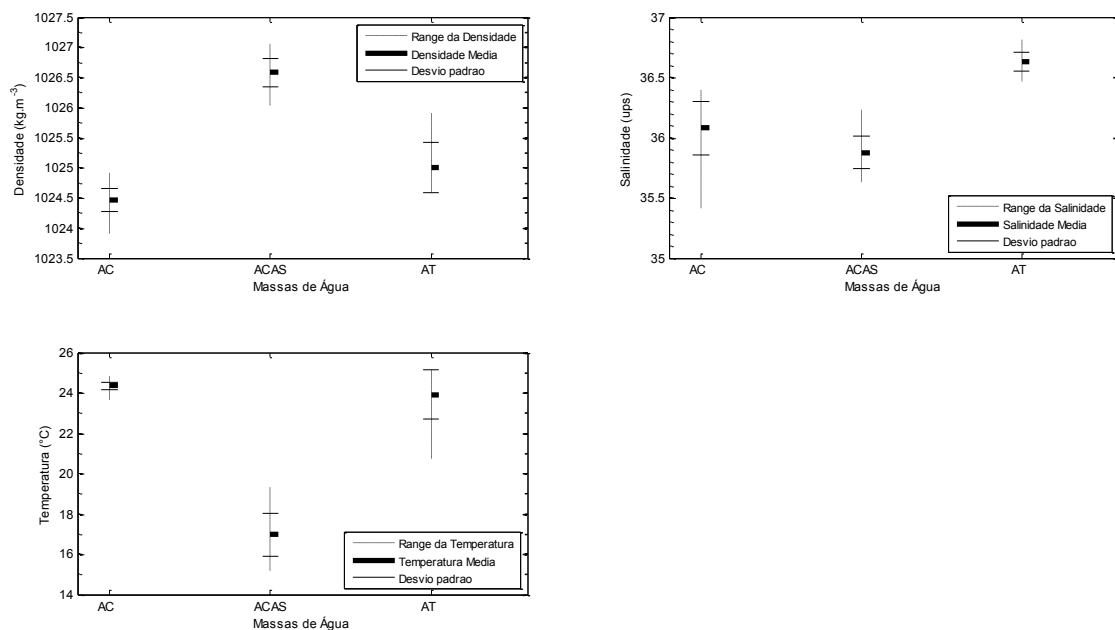 1027.5
1027
1026.5
1026
1025.5
1025
1024.5
1024
1023.5
Densidade (kg.m⁻³)
Range da Densidade
Densidade Media
Desvio padrao
AC ACAS AT
Massas de Água
37
36.5
36
35.5
35
Salinidade (ups)
Range da Salinidade
Salinidade Media
Desvio padrao
AC ACAS AT
Massas de Água
26
24
22
20
18
16
14
Temperatura (°C)
Range da Temperatura
Temperatura Media
Desvio padrao
AC ACAS AT
Massas de Água